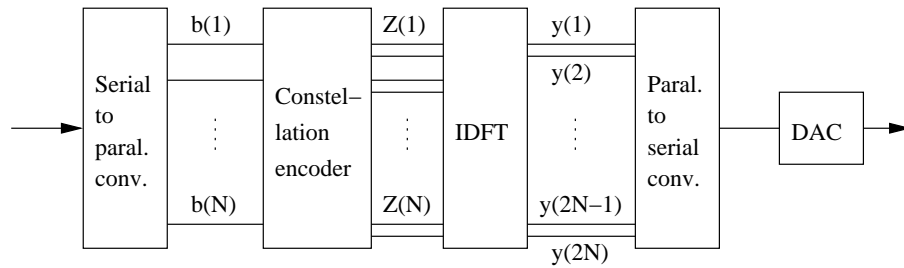 b(1)
Z(1)
y(1)
y(2)
Serial
to
paral.
conv.
Constel–
lation
encoder
IDFT
Paral.
to
serial
conv.
DAC
b(N)
Z(N)
y(2N–1)
y(2N)